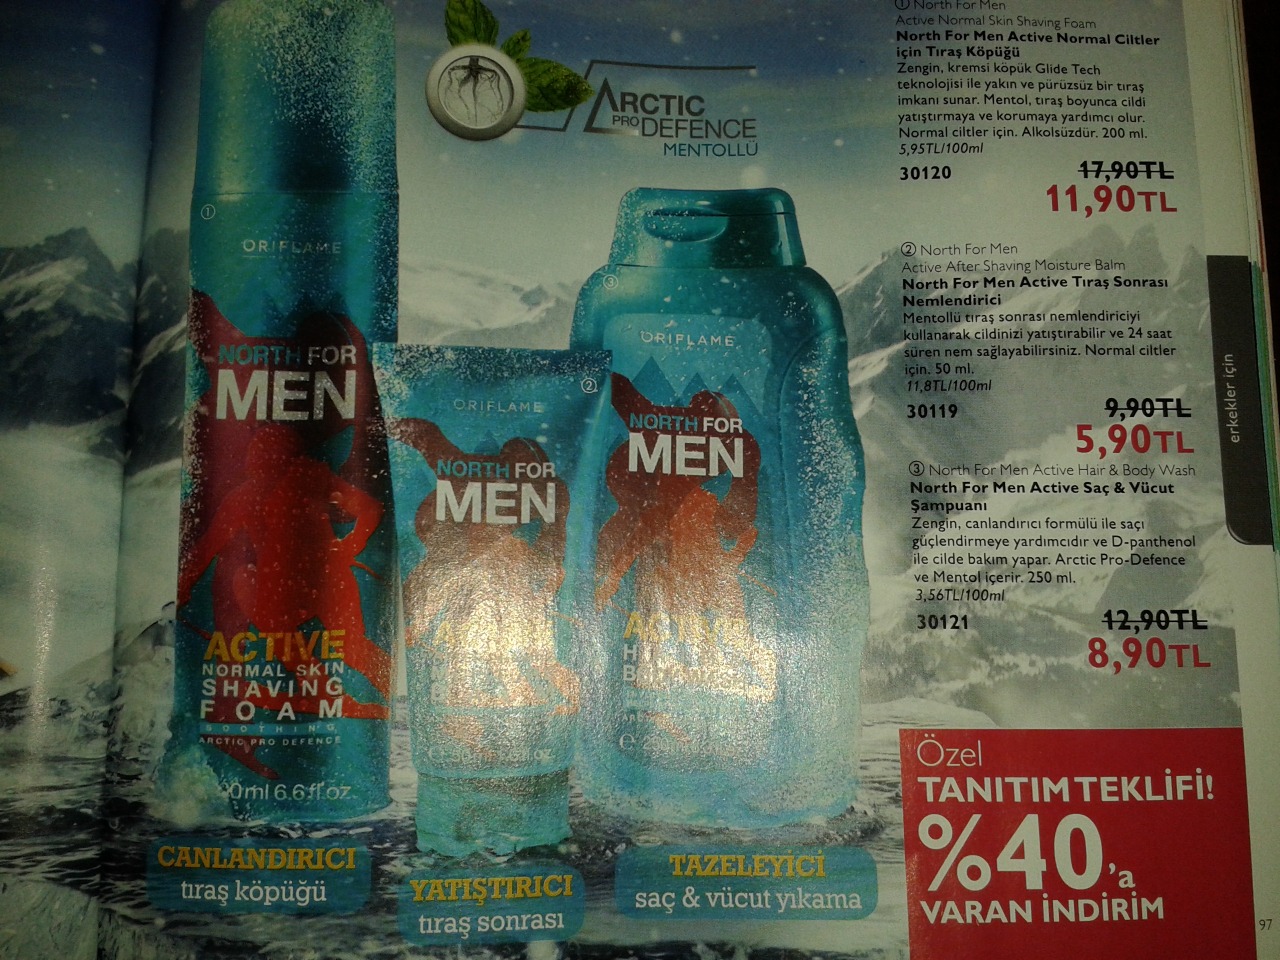 ARCTIC
PRO DEFENCE
MENTOLLÜ
① North For Men
Active Normal Skin Shaving Foam
North For Men Active Normal Ciltler
için Tıraş Köpüğü
Zengin, kremsi köpük Glide Tech
teknolojisi ile yakın ve pürüzsüz bir tıraş
imkanı sunar. Mentol, tıraş boyunca cildi
yatıştırmaya ve korumaya yardımcı olur.
Normal ciltler için. Alkolsüzdür. 200 ml.
5,95TL/100ml
30120
17,90TL
11,90TL
② North For Men
Active After Shaving Moisture Balm
North For Men Active Tıraş Sonrası
Nemlendirici
Mentollü tıraş sonrası nemlendiriciyi
kullanarak cildinizi yatıştırabilir ve 24 saat
süren nem sağlayabilirsiniz. Normal ciltler
için. 50 ml.
11,8TL/100ml
30119
9,90TL
5,90TL
③ North For Men Active Hair & Body Wash
North For Men Active Saç & Vücut
Şampuanı
Zengin, canlandırıcı formülü ile saçı
güçlendirmeye yardımcıdır ve D-panthenol
ile cilde bakım yapar. Arctic Pro-Defence
ve Mentol içerir. 250 ml.
3,56TL/100ml
30121
12,90TL
8,90TL
erkekler için
①
ORIFLAME
NORTH FOR
MEN
ACTIVE
NORMAL SKIN
SHAVING
FOAM
SOOTHING
ARCTIC PRO DEFENCE
6.6 fl.oz
②
ORIFLAME
NORTH FOR
MEN
③
ORIFLAME
NORTH FOR
MEN
ACTIVE
CANLANDIRICI
tıraş köpüğü
YATIŞTIRICI
tıraş sonrası
TAZELEYİCİ
saç & vücut yıkama
Özel
TANITIM TEKLİFİ!
%40'a
VARAN İNDİRİM
97